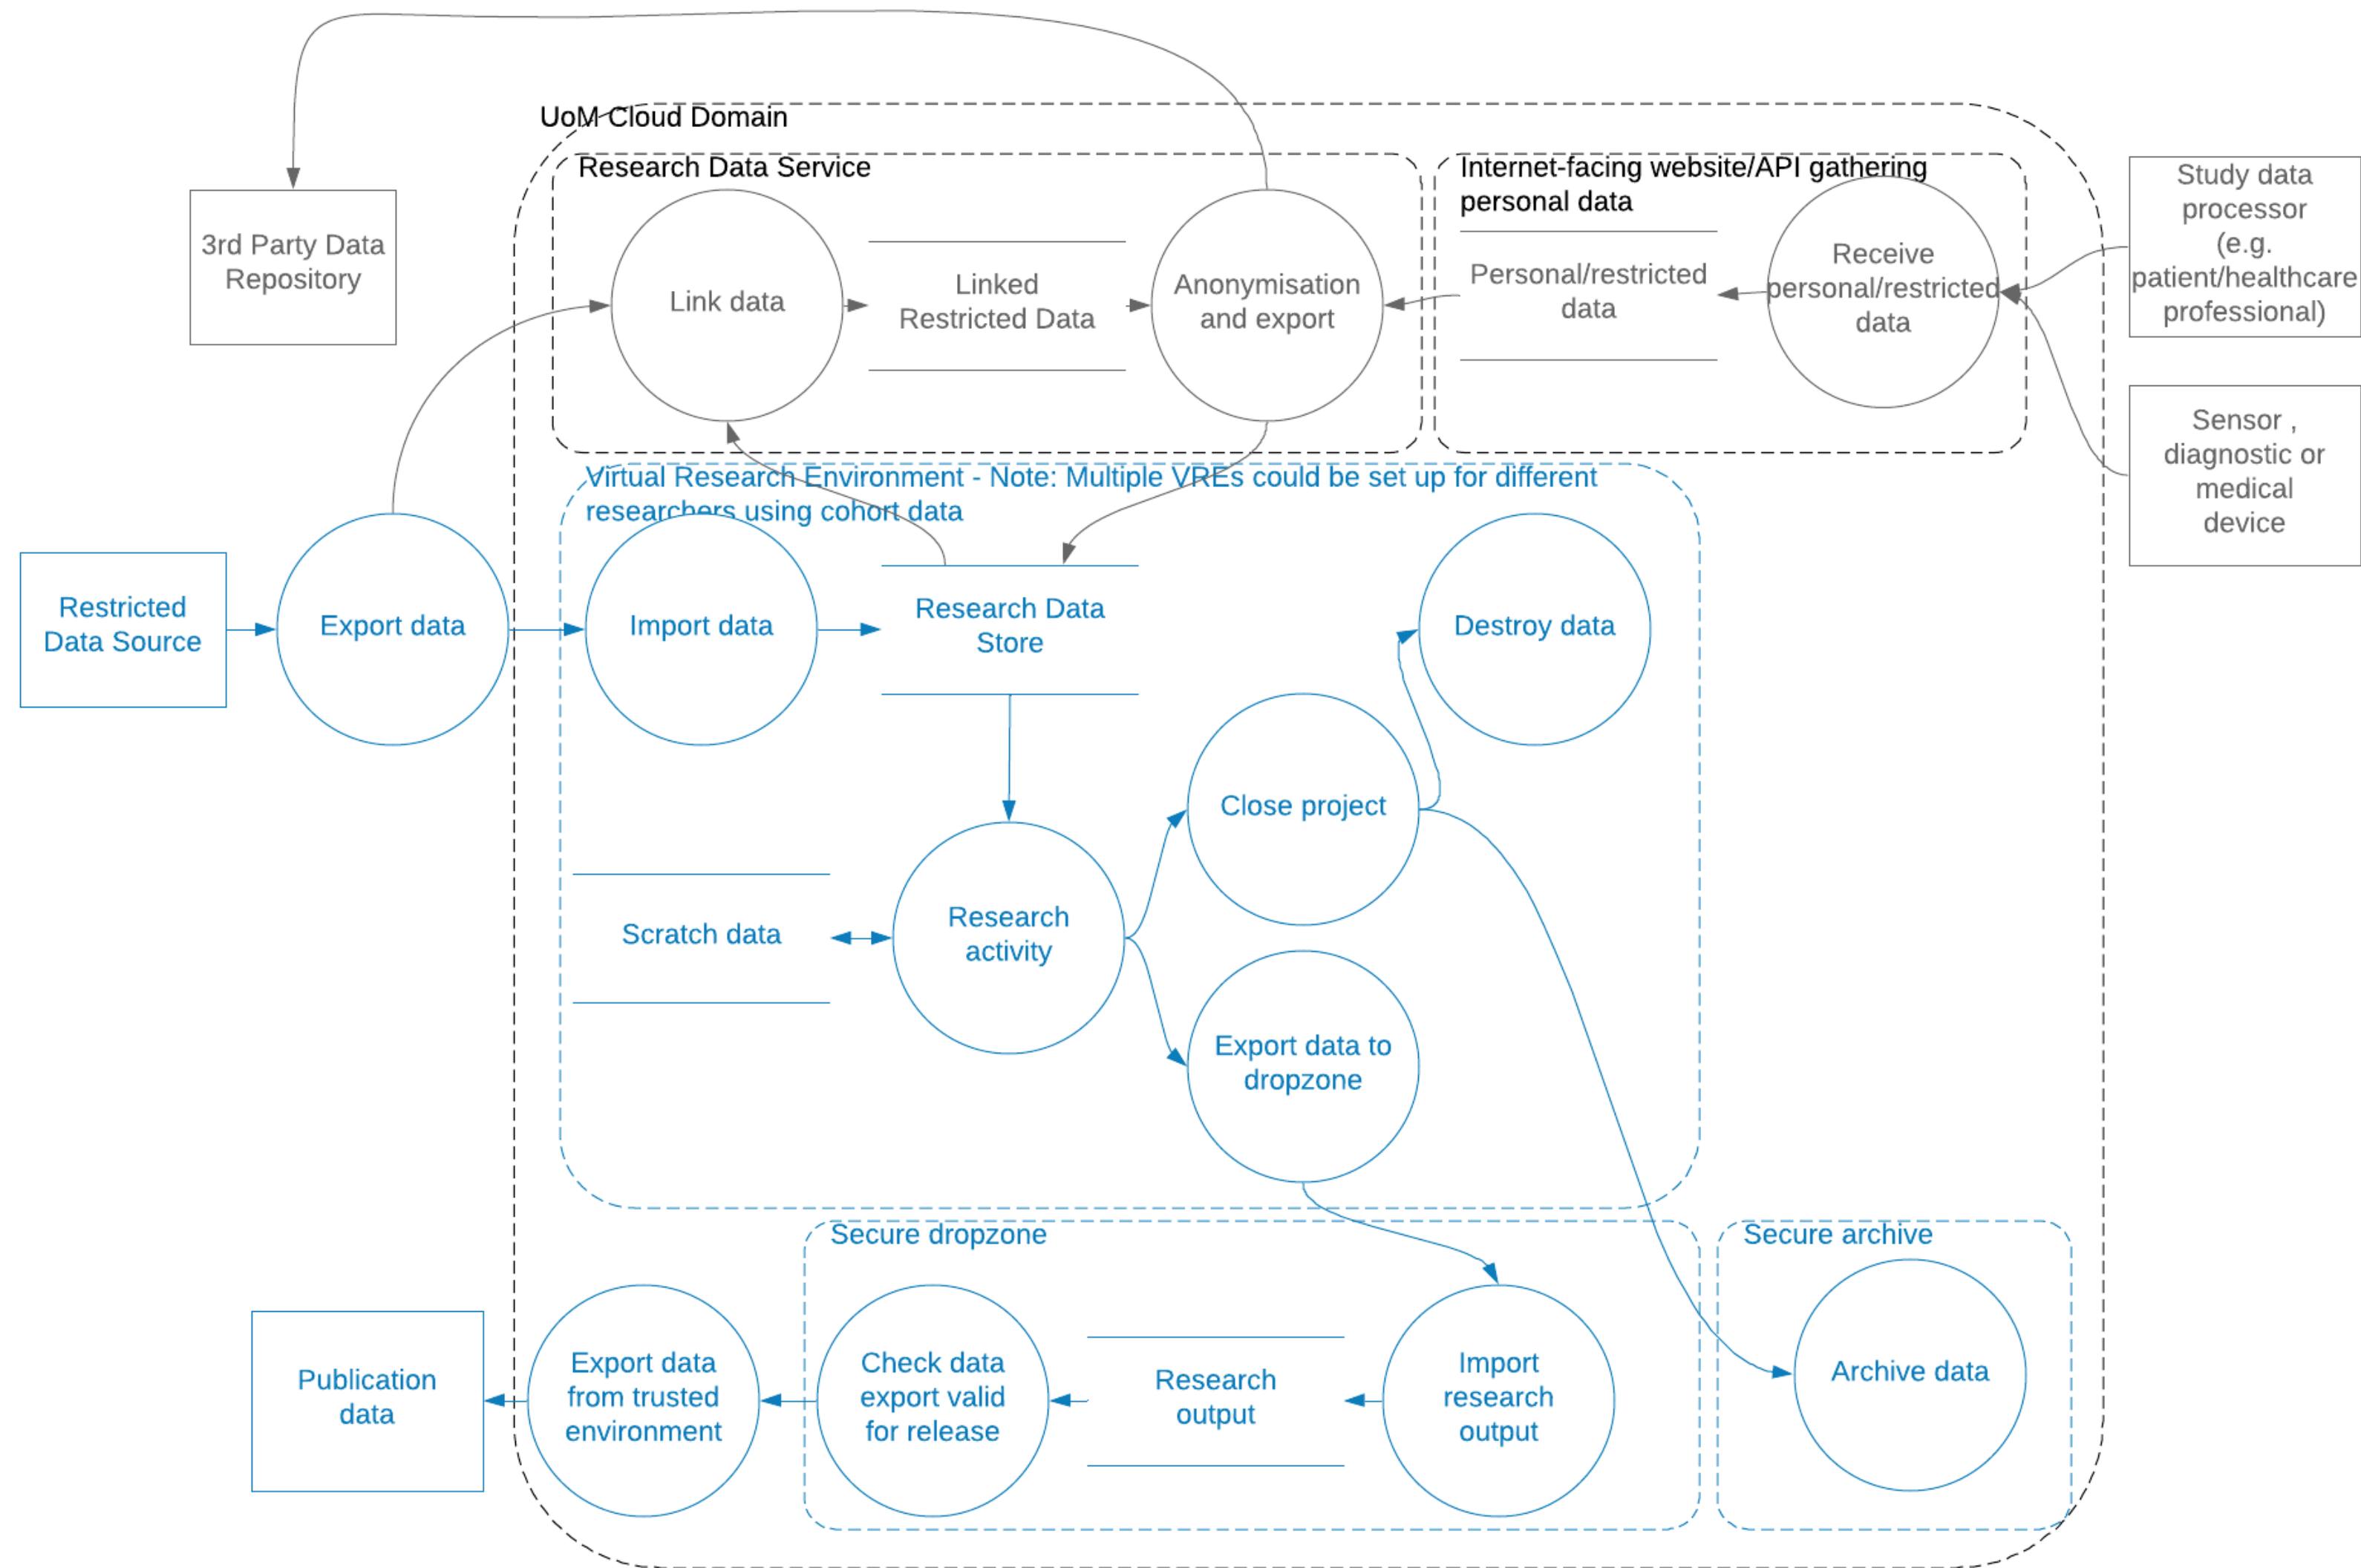 UoM Cloud Domain
Research Data Service
Internet-facing website/API gathering
personal data
Study data
processor
(e.g.
patient/healthcare
professional)
3rd Party Data
Repository
Link data
Linked
Restricted Data
Anonymisation
and export
Personal/restricted
data
Receive
personal/restricted
data
Sensor ,
diagnostic or
medical
device
Virtual Research Environment - Note: Multiple VREs could be set up for different
researchers using cohort data
Restricted
Data Source
Export data
Import data
Research Data
Store
Destroy data
Close project
Scratch data
Research
activity
Export data to
dropzone
Secure dropzone
Secure archive
Publication
data
Export data
from trusted
environment
Check data
export valid
for release
Research
output
Import
research
output
Archive data